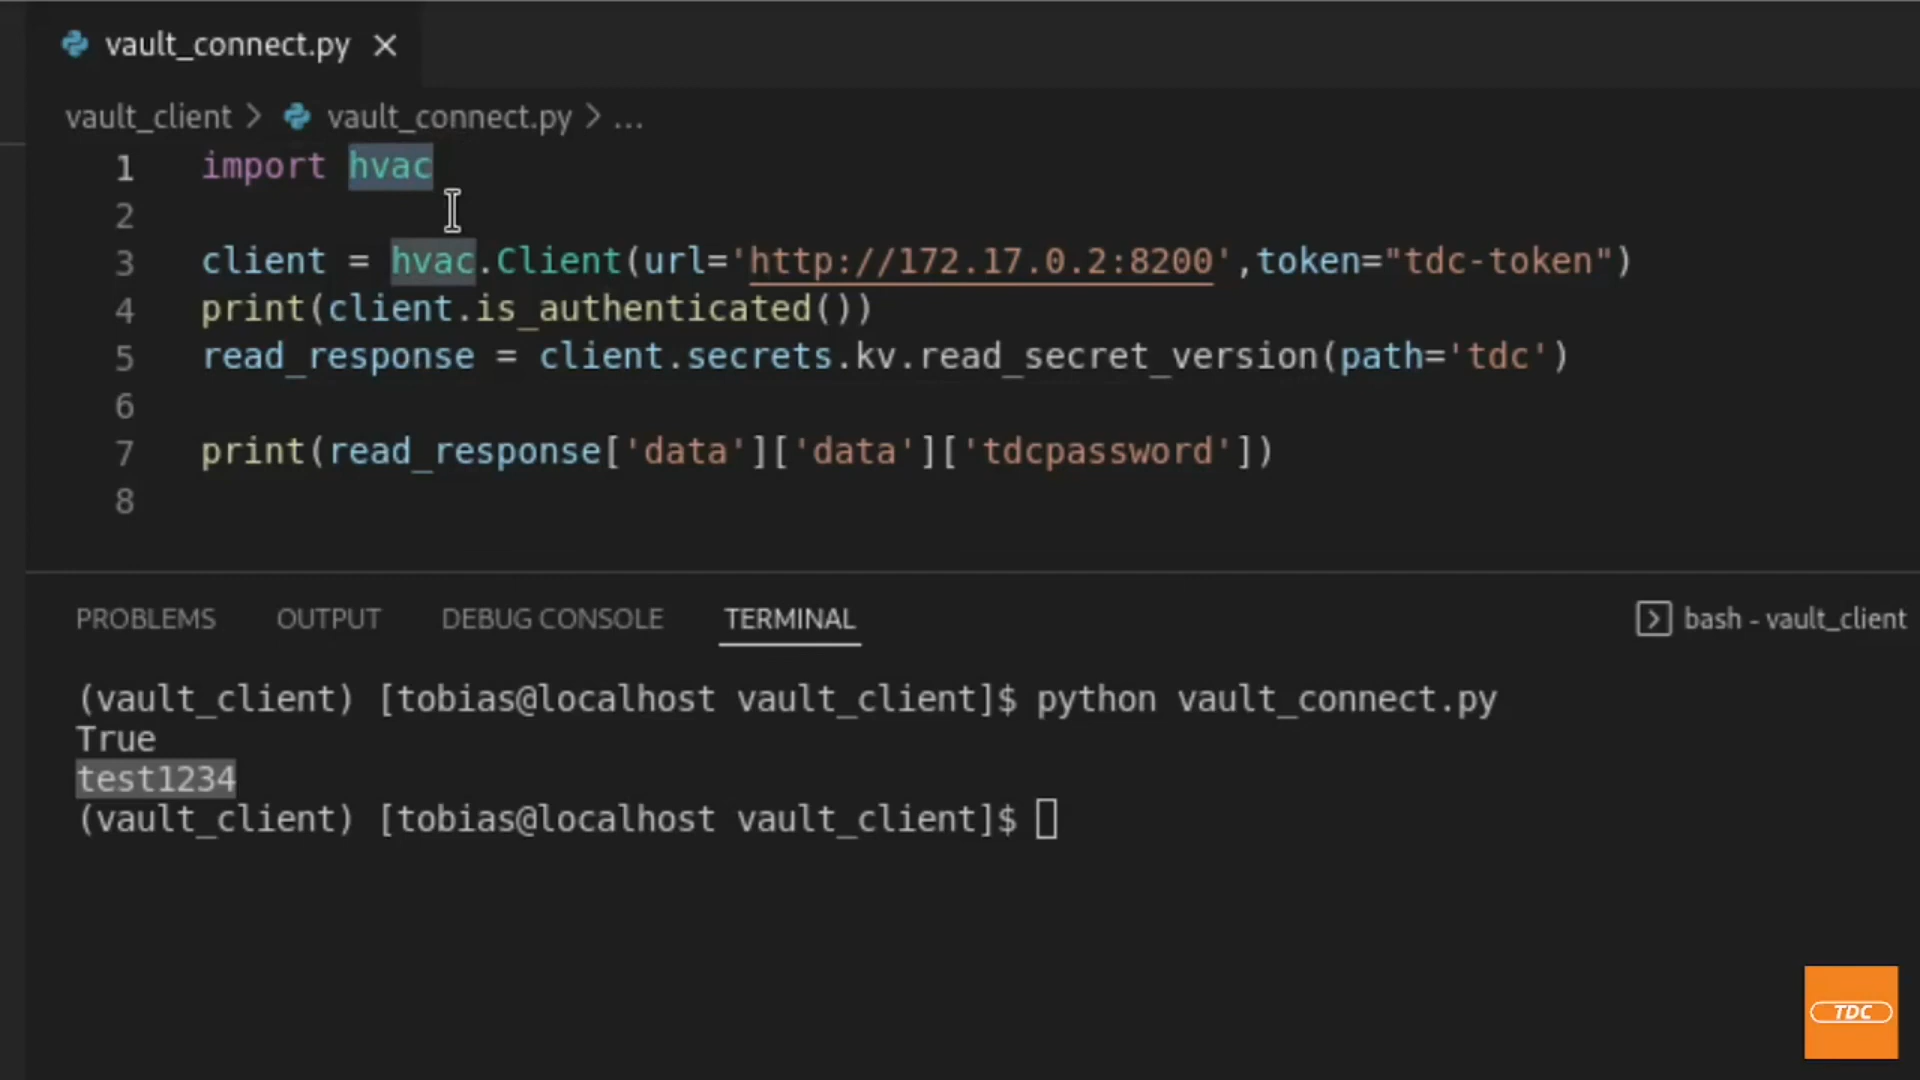 vault_connect.py
vault_client > vault_connect.py > ...
1 import hvac
2
3 client = hvac.Client(url='http://172.17.0.2:8200',token="tdc-token")
4 print(client.is_authenticated())
5 read_response = client.secrets.kv.read_secret_version(path='tdc')
6
7 print(read_response['data']['data']['tdcpassword'])
8
PROBLEMS OUTPUT DEBUG CONSOLE TERMINAL bash - vault_client
(vault_client) [tobias@localhost vault_client]$ python vault_connect.py
True
test1234
(vault_client) [tobias@localhost vault_client]$
TDC